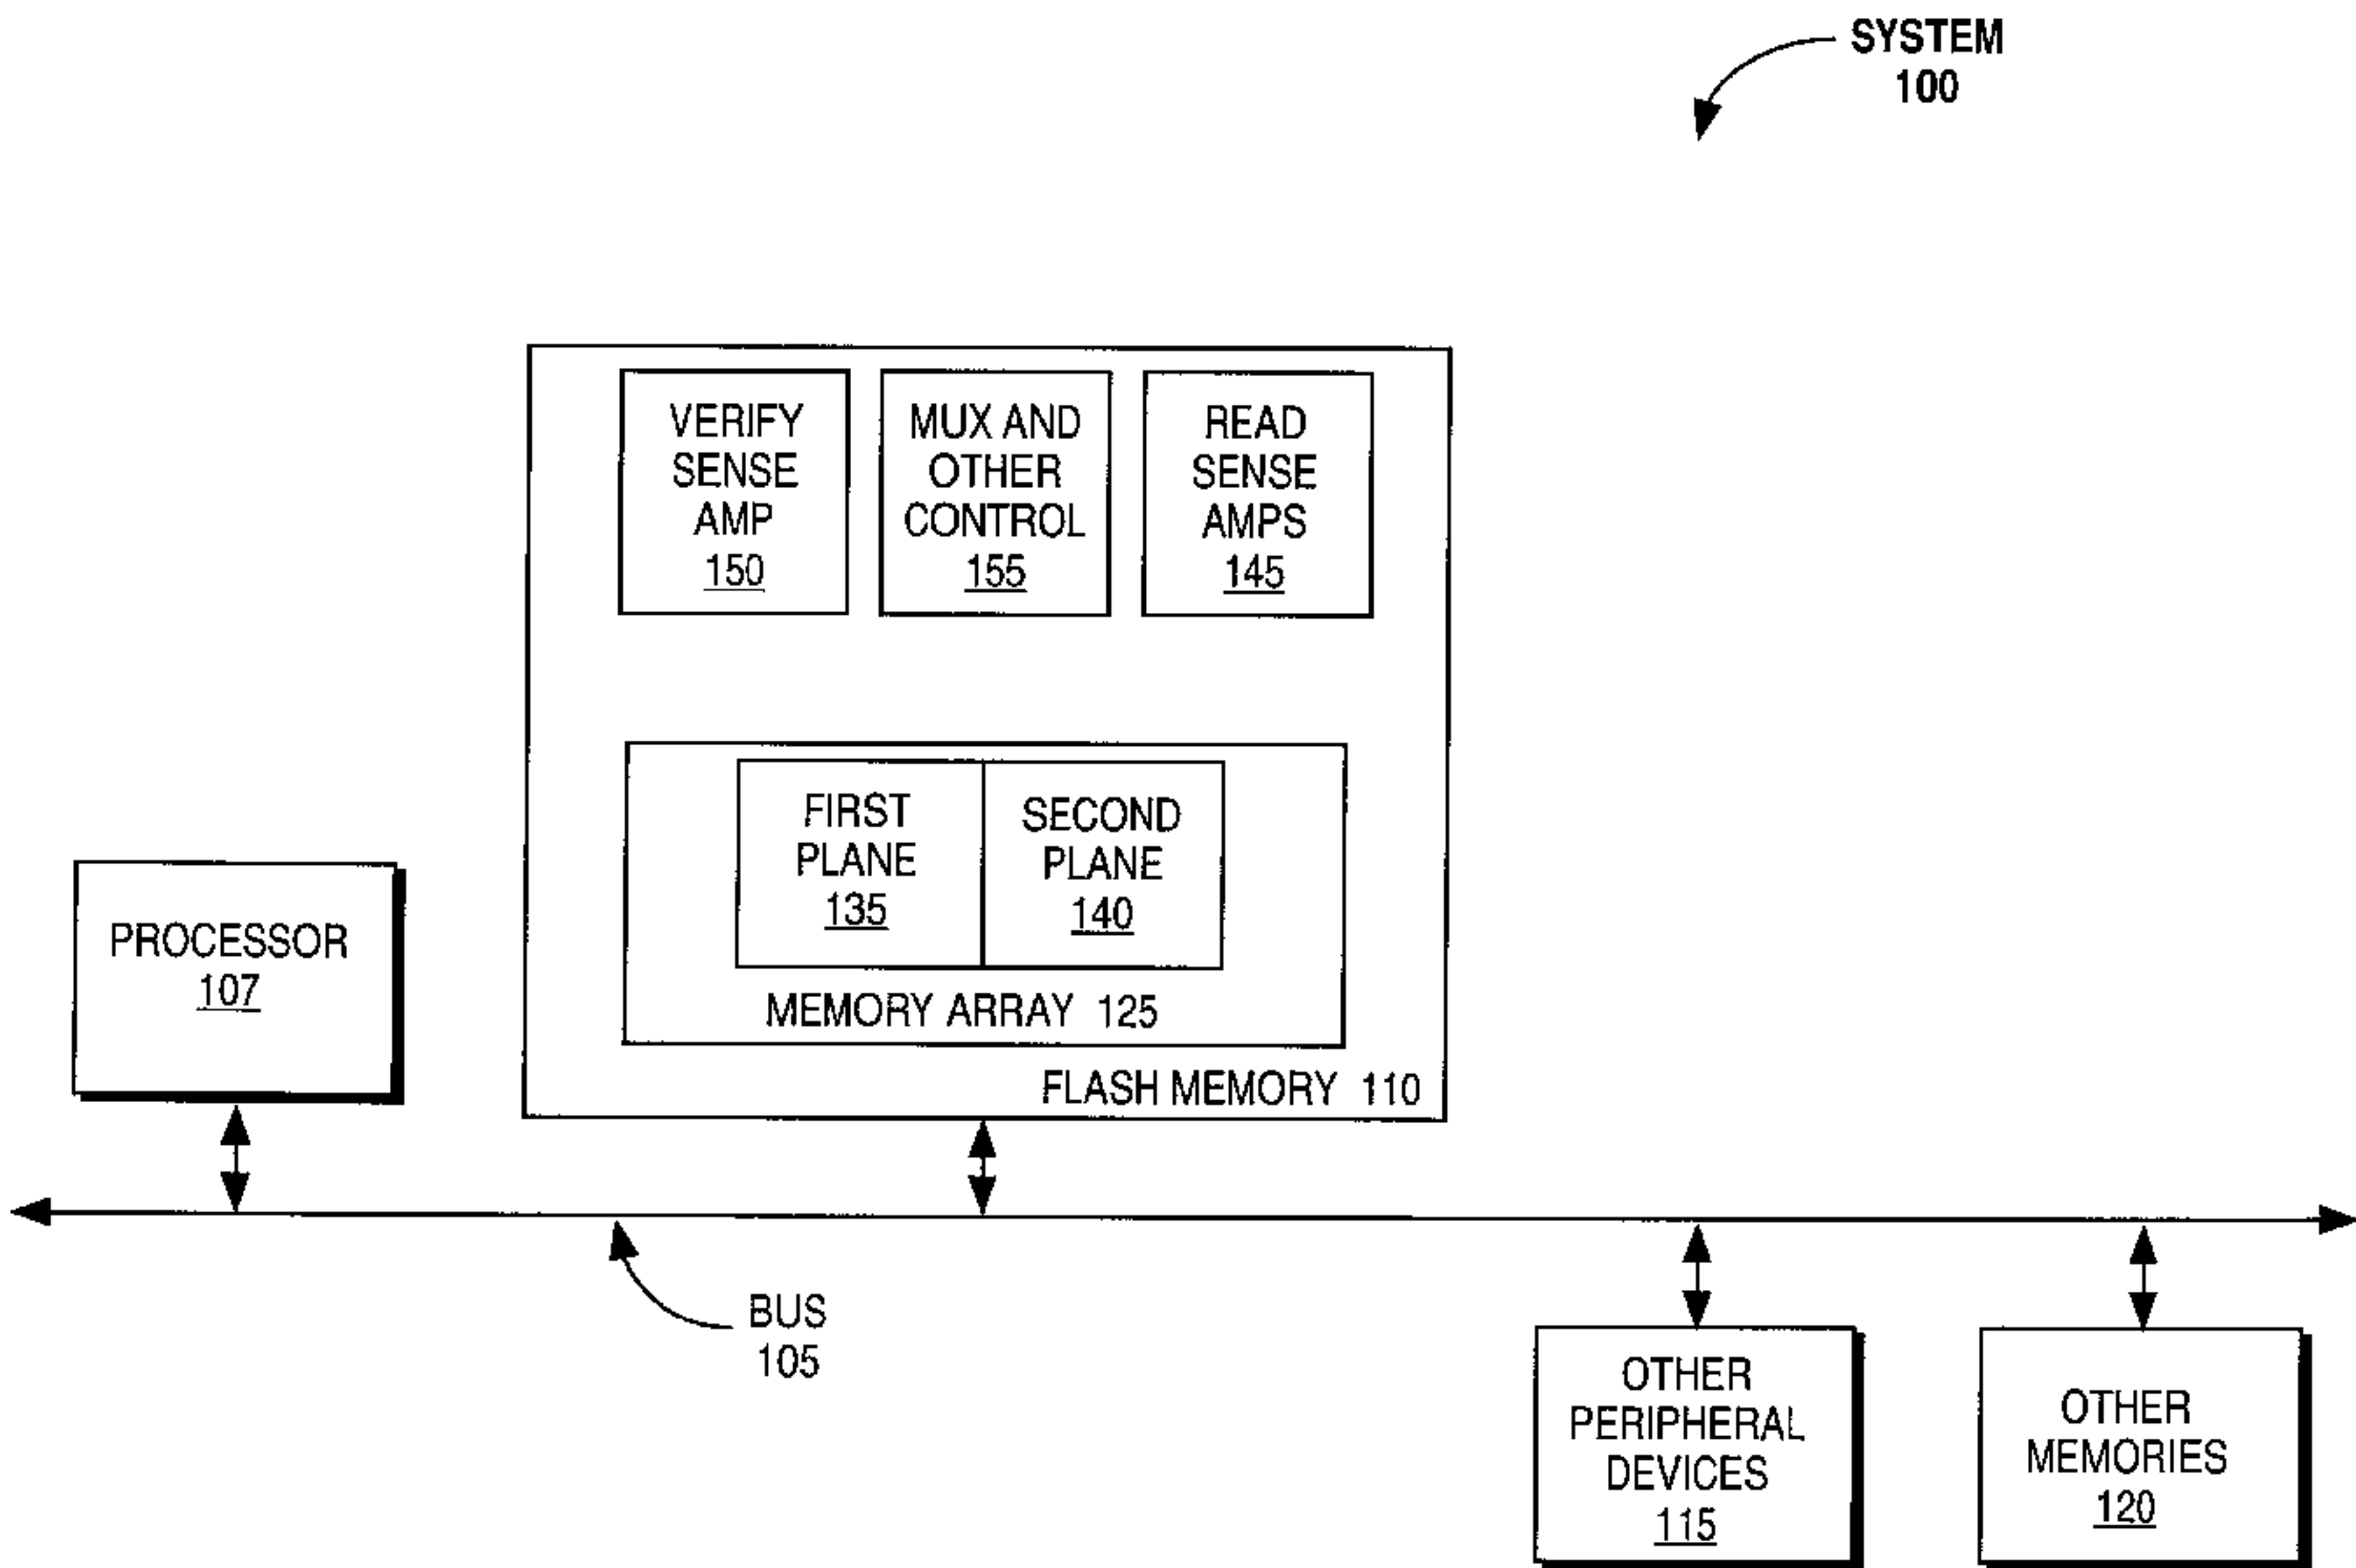 SYSTEM
100
VERIFY
SENSE
AMP
150
MUX AND
OTHER
CONTROL
155
READ
SENSE
AMPS
145
FIRST
PLANE
135
SECOND
PLANE
140
MEMORY ARRAY 125
FLASH MEMORY 110
PROCESSOR
107
BUS
105
OTHER
PERIPHERAL
DEVICES
115
OTHER
MEMORIES
120